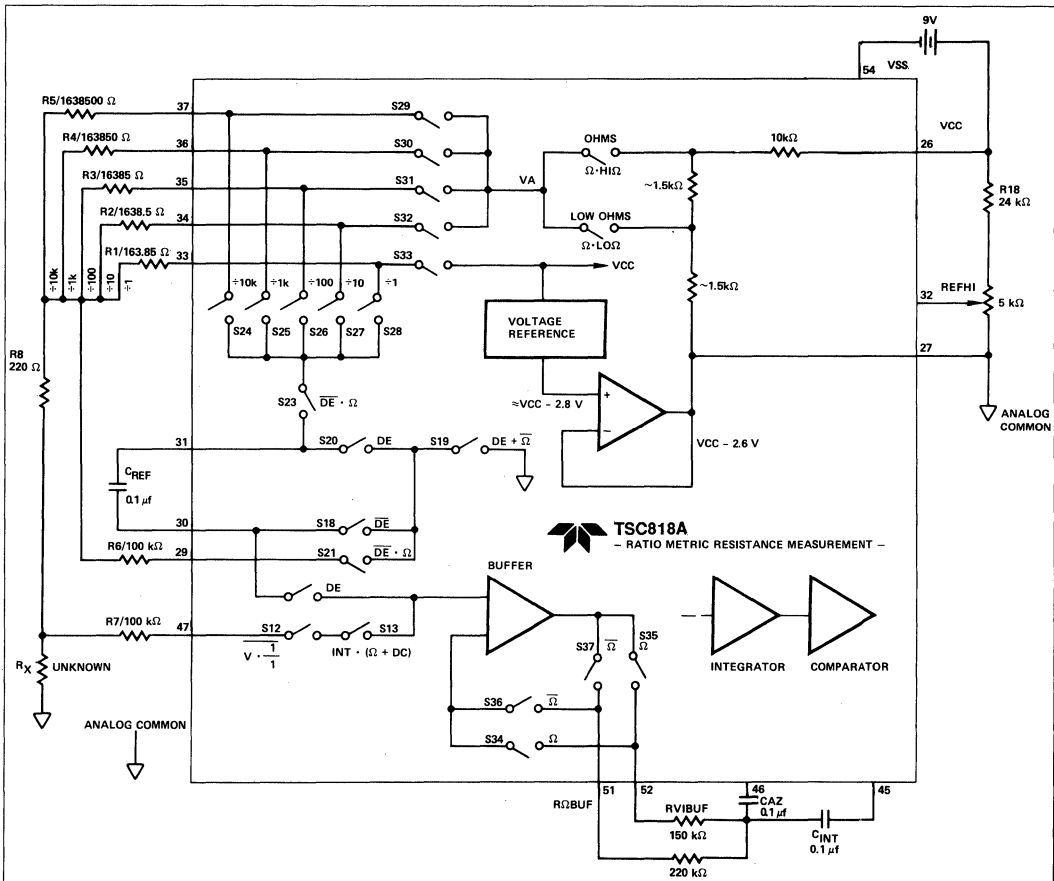 9V
54
VSS
R5/1638500 Ω
37
S29
R4/163850 Ω
36
S30
OHMS
Ω·HIΩ
10kΩ
VCC
26
R3/16385 Ω
35
S31
VA
~1.5kΩ
R18
24 kΩ
R2/1638.5 Ω
34
S32
LOW OHMS
Ω·LOΩ
R1/163.85 Ω
33
S33
VCC
÷10k
÷1k
÷100
÷10
÷1
÷10k
÷1k
÷100
÷10
÷1
~1.5kΩ
REFHI
32
5 kΩ
S24
S25
S26
S27
S28
VOLTAGE
REFERENCE
27
R8
220 Ω
S23
D̅E̅ · Ω
≈VCC – 2.8 V
+
–
VCC – 2.6 V
ANALOG
COMMON
31
S20
DE
S19
DE + Ω̅
CREF
0.1 μf
30
S18
D̅E̅
TSC818A
– RATIO METRIC RESISTANCE MEASUREMENT –
R6/100 kΩ
29
S21
D̅E̅ · Ω
BUFFER
DE
R7/100 kΩ
47
S12
S13
V · 1/1
INT · (Ω + DC)
RX
UNKNOWN
S37
Ω̅
S35
Ω
INTEGRATOR
COMPARATOR
ANALOG COMMON
S36
Ω̅
S34
Ω
51
52
46
45
RΩBUF
RVIBUF
150 kΩ
CAZ
0.1 μf
CINT
0.1 μf
220 kΩ